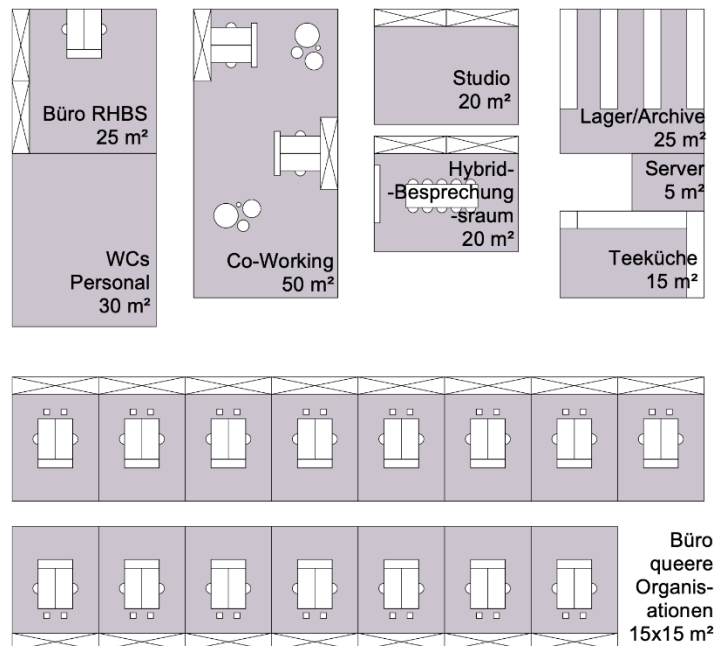 Büro RHBS
25 m²
WCs
Personal
30 m²
Co-Working
50 m²
Studio
20 m²
Hybrid-
-Besprechung
-sraum
20 m²
Lager/Archive
25 m²
Server
5 m²
Teeküche
15 m²
Büro
queere
Organis-
ationen
15x15 m²